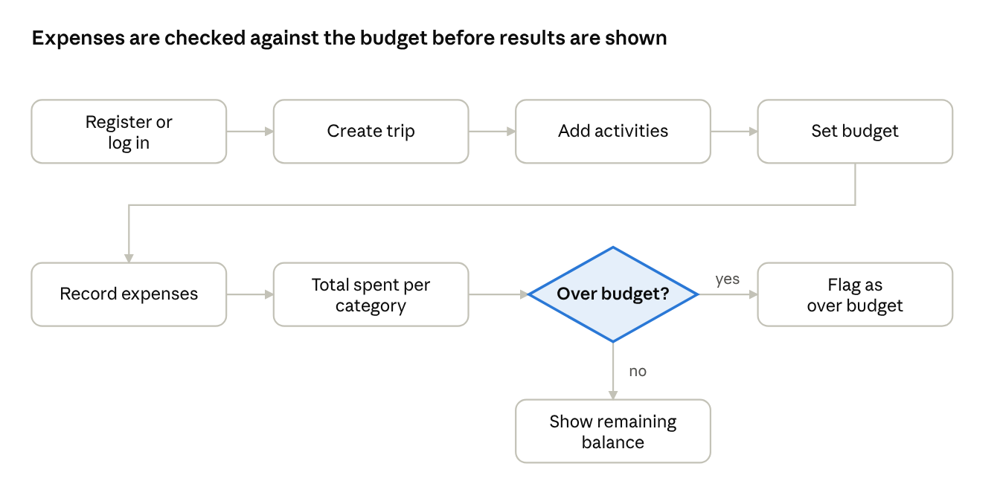 Expenses are checked against the budget before results are shown
Register or
log in
Create trip
Add activities
Set budget
Record expenses
Total spent per
category
Over budget?
yes
Flag as
over budget
no
Show remaining
balance